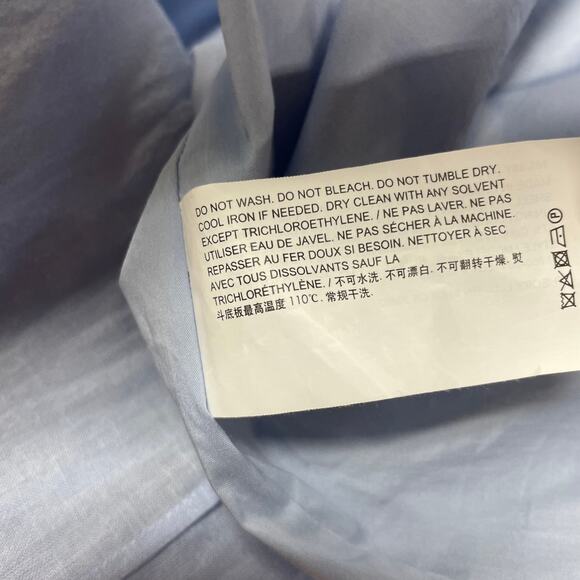 DO NOT WASH. DO NOT BLEACH. DO NOT TUMBLE DRY.
COOL IRON IF NEEDED. DRY CLEAN WITH ANY SOLVENT
EXCEPT TRICHLOROETHYLENE. / NE PAS LAVER. NE PAS
UTILISER EAU DE JAVEL. NE PAS SÉCHER À LA MACHINE.
REPASSER AU FER DOUX SI BESOIN. NETTOYER À SEC
AVEC TOUS DISSOLVANTS SAUF LA
TRICHLORÉTHYLÈNE. / 不可水洗. 不可漂白. 不可翻转干燥. 熨
斗底板最高温度 110℃. 常规干洗.
P